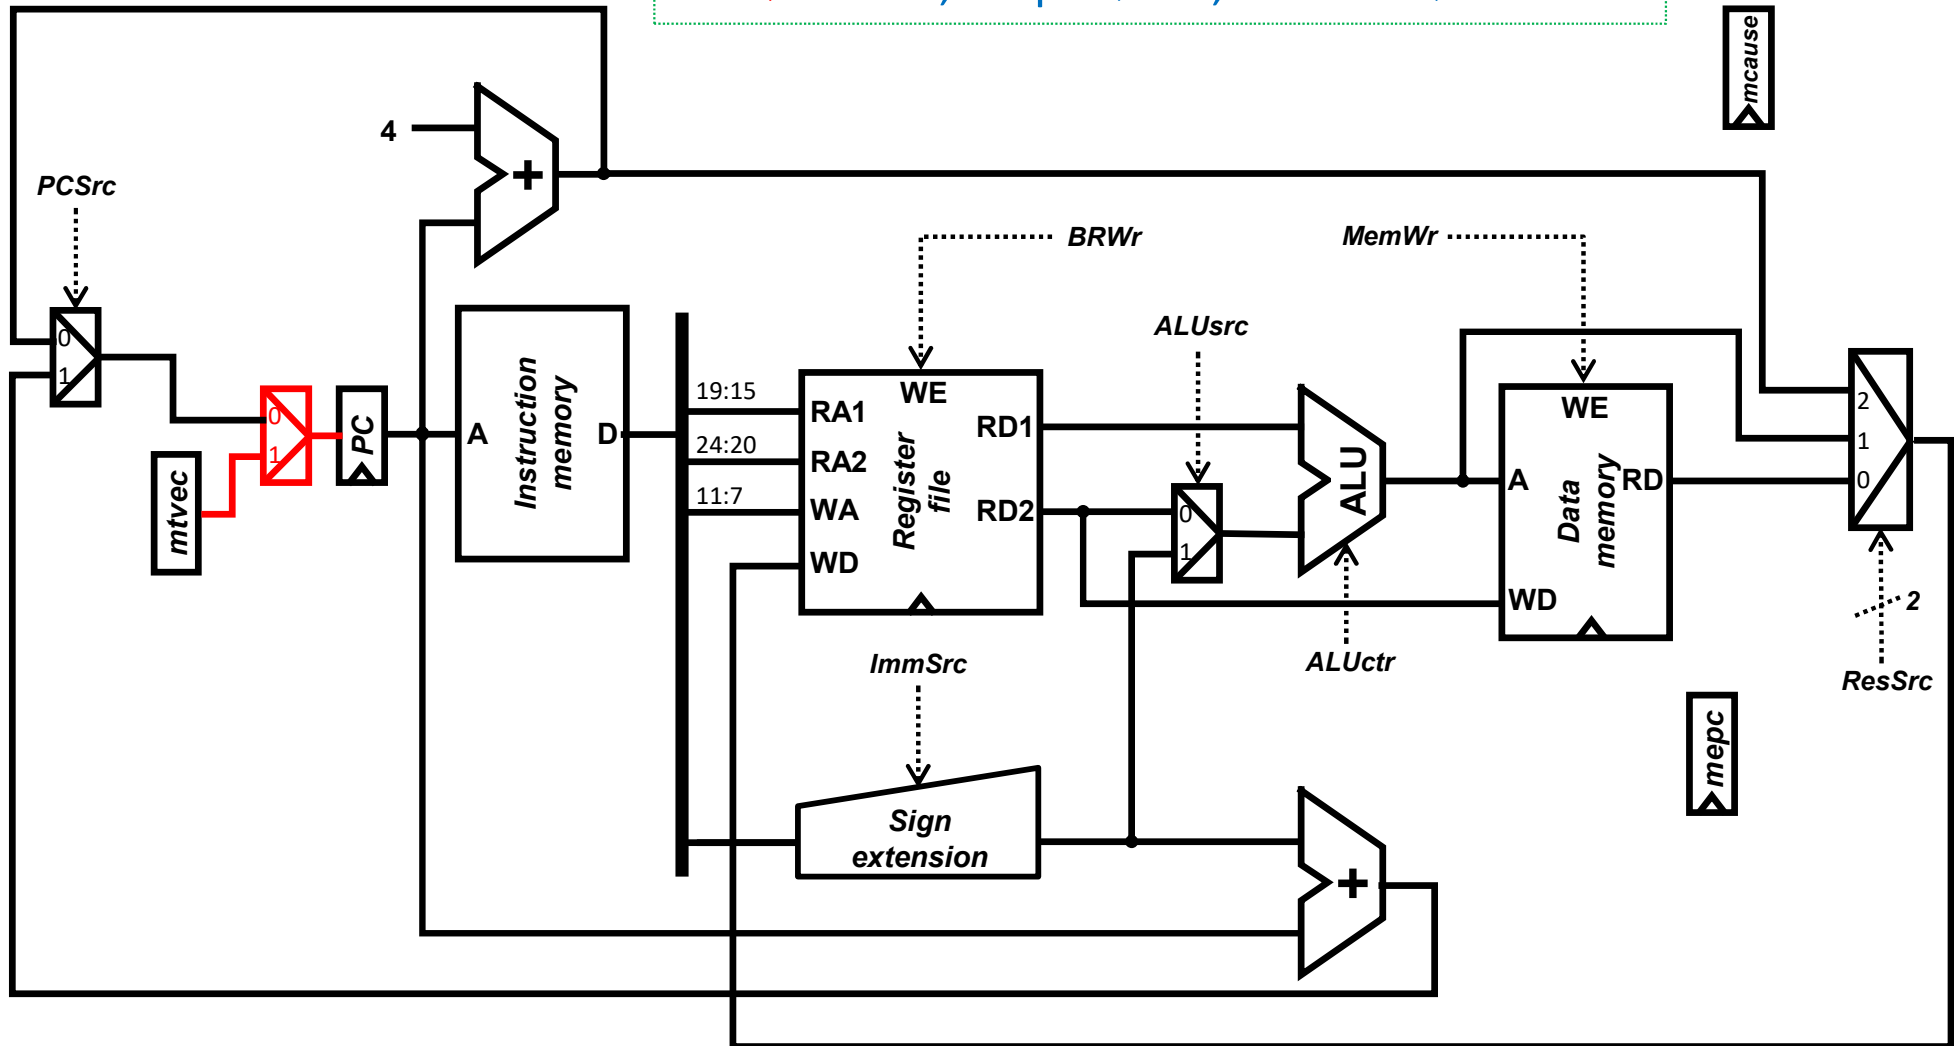 mcause
4
+
PCSrc
BRWr
MemWr
ALUsrc
0
1
0
1
PC
mtvec
A
Instruction
memory
D
19:15
24:20
11:7
WE
RA1
RA2
WA
WD
Register
file
RD1
RD2
0
1
ALU
ALUctr
WE
A
Data
memory
RD
WD
2
1
0
2
ResSrc
ImmSrc
Sign
extension
+
mepc